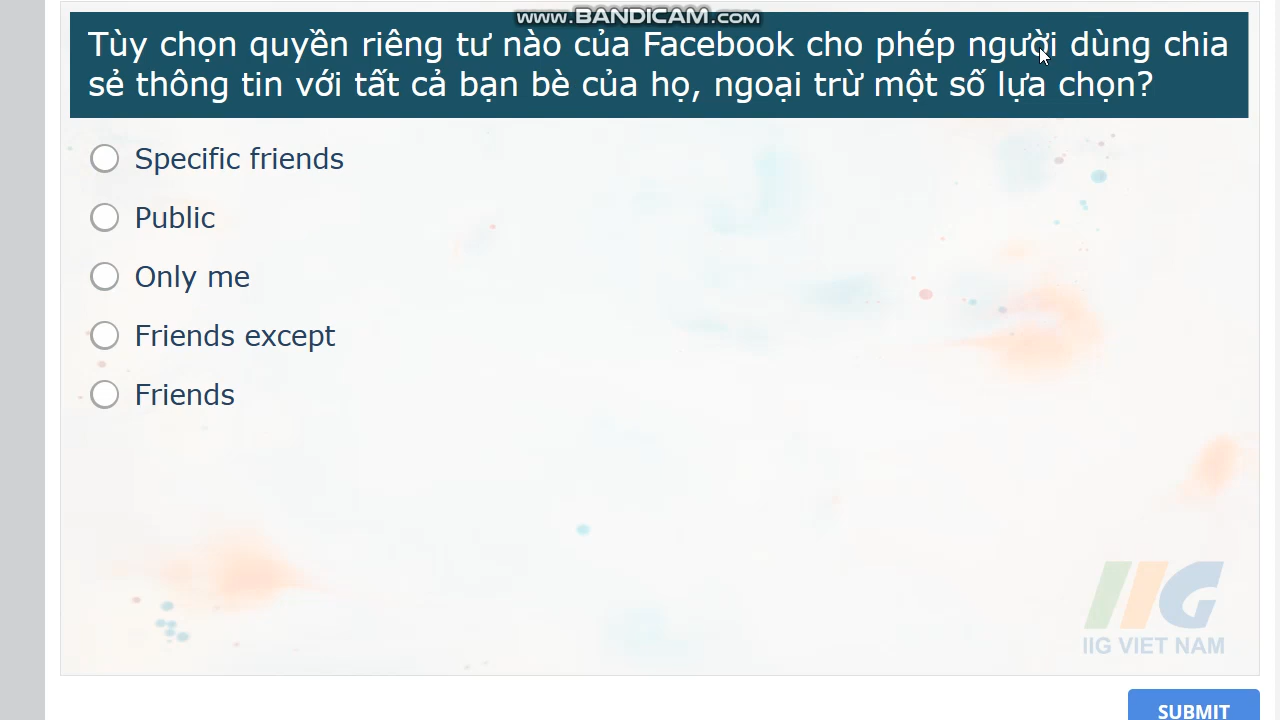 www.BANDICAM.com
Tùy chọn quyền riêng tư nào của Facebook cho phép người dùng chia
sẻ thông tin với tất cả bạn bè của họ, ngoại trừ một số lựa chọn?
Specific friends
Public
Only me
Friends except
Friends
IIG
IIG VIET NAM
SUBMIT